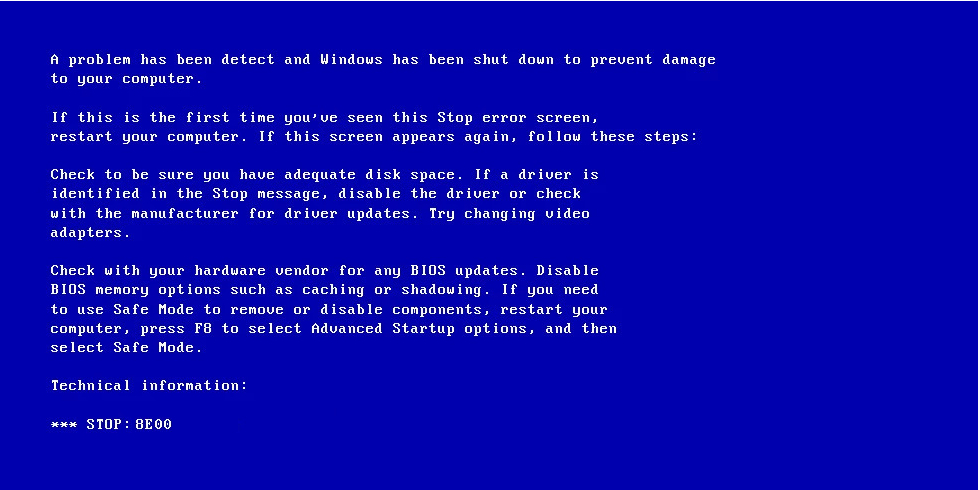 A problem has been detect and Windows has been shut down to prevent damage
to your computer.
If this is the first time you've seen this Stop error screen,
restart your computer. If this screen appears again, follow these steps:
Check to be sure you have adequate disk space. If a driver is
identified in the Stop message, disable the driver or check
with the manufacturer for driver updates. Try changing video
adapters.
Check with your hardware vendor for any BIOS updates. Disable
BIOS memory options such as caching or shadowing. If you need
to use Safe Mode to remove or disable components, restart your
computer, press F8 to select Advanced Startup options, and then
select Safe Mode.
Technical information:
*** STOP: 8E00